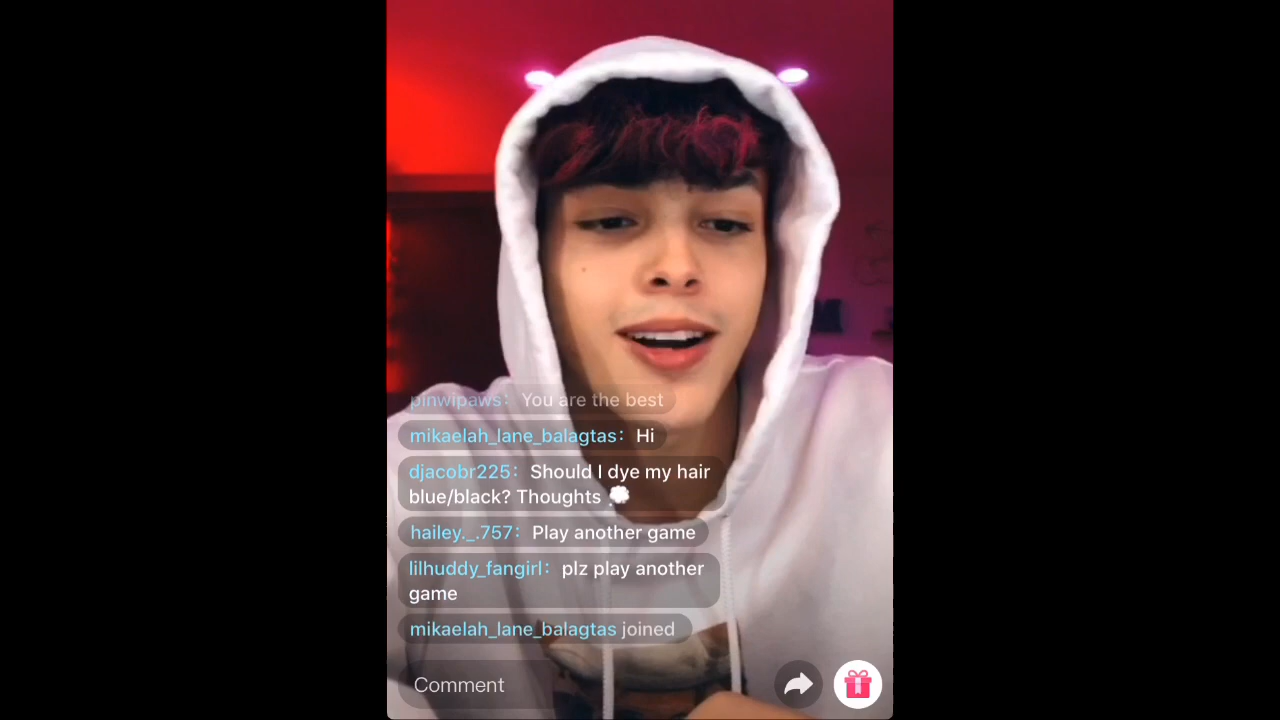 pinwipaws: You are the best
mikaelah_lane_balagtas: Hi
djacobr225: Should I dye my hair
blue/black? Thoughts 💭
hailey._.757: Play another game
lilhuddy_fangirl: plz play another
game
mikaelah_lane_balagtas joined
Comment